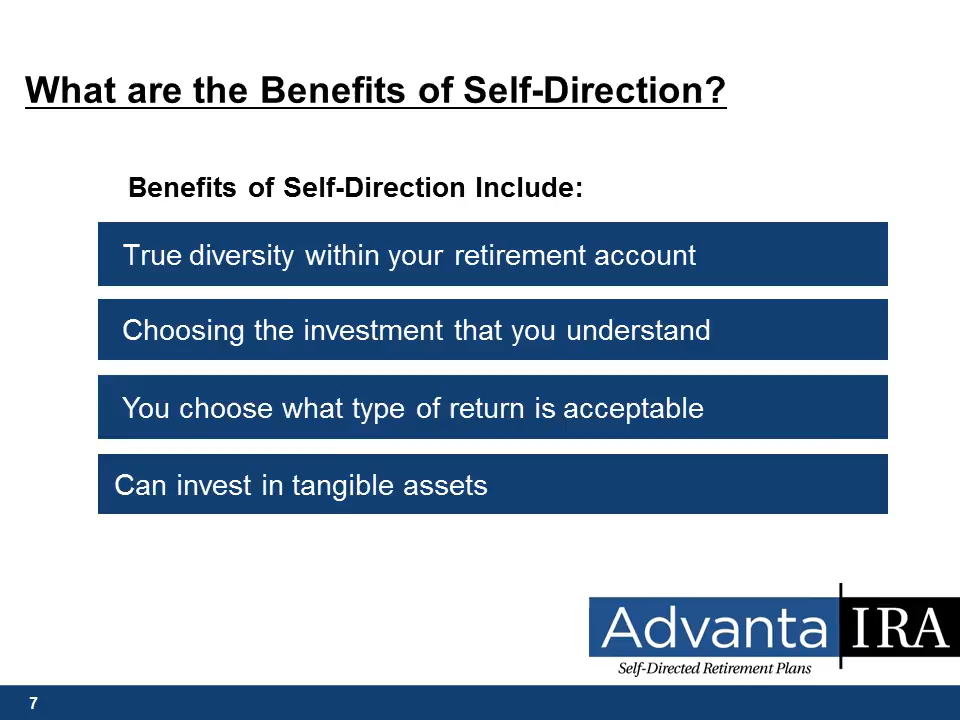 What are the Benefits of Self-Direction?
Benefits of Self-Direction Include:
True diversity within your retirement account
Choosing the investment that you understand
You choose what type of return is acceptable
Can invest in tangible assets
Advanta IRA
Self-Directed Retirement Plans
7